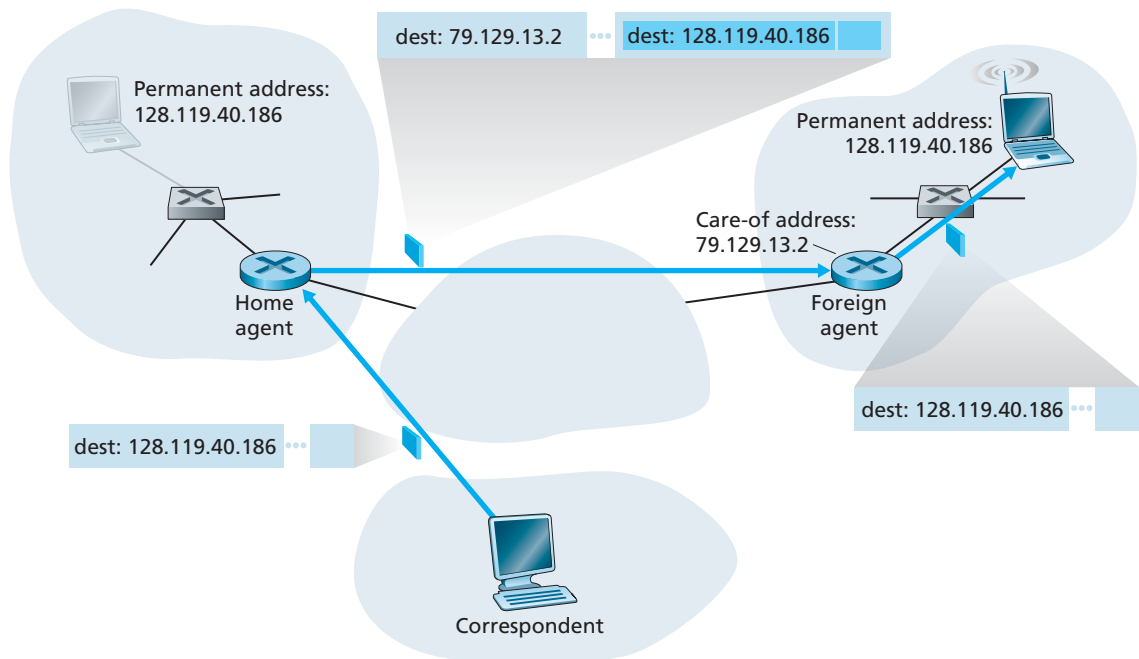 dest: 79.129.13.2
dest: 128.119.40.186
Permanent address:
128.119.40.186
Permanent address:
128.119.40.186
Care-of address:
79.129.13.2
Home
agent
Foreign
agent
dest: 128.119.40.186
dest: 128.119.40.186
Correspondent